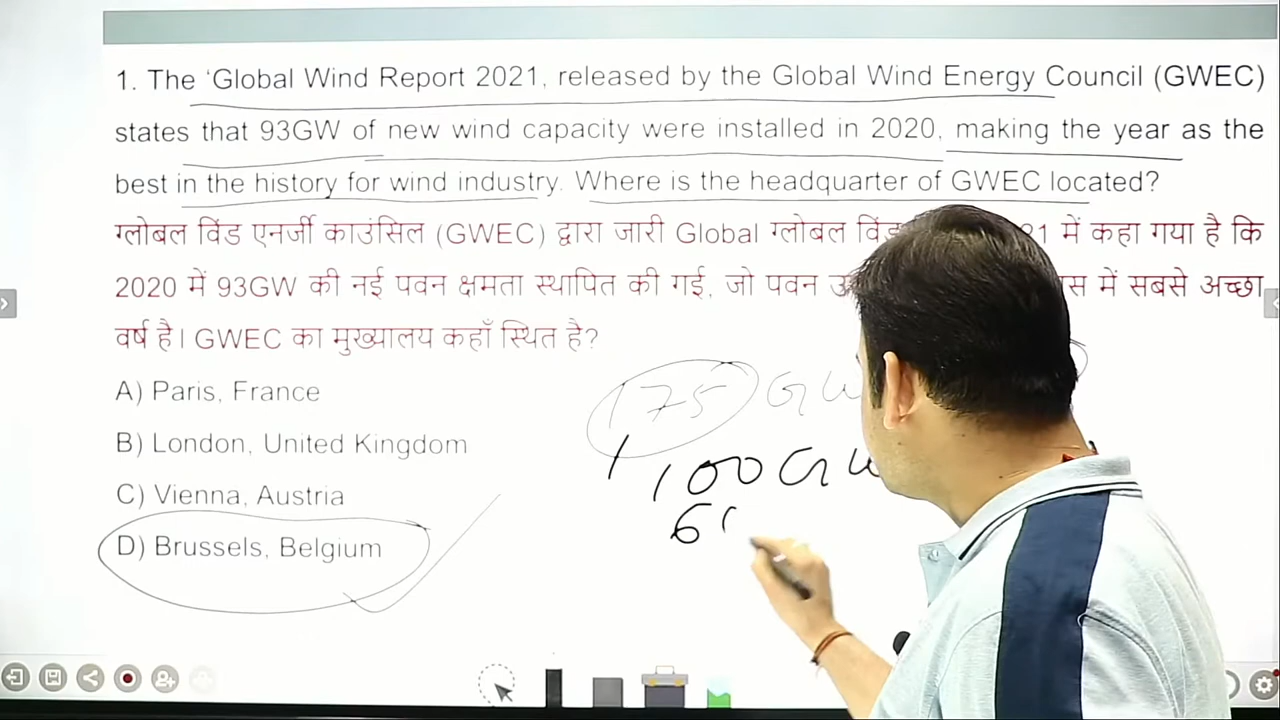 1. The 'Global Wind Report 2021, released by the Global Wind Energy Council (GWEC)
states that 93GW of new wind capacity were installed in 2020, making the year as the
best in the history for wind industry. Where is the headquarter of GWEC located?
ग्लोबल विंड एनर्जी काउंसिल (GWEC) द्वारा जारी Global ग्लोबल विंड 21 में कहा गया है कि
2020 में 93GW की नई पवन क्षमता स्थापित की गई, जो पवन में सबसे अच्छा
वर्ष है। GWEC का मुख्यालय कहाँ स्थित है?
A) Paris, France
175 GW
B) London, United Kingdom
100 GW
C) Vienna, Austria
D) Brussels, Belgium